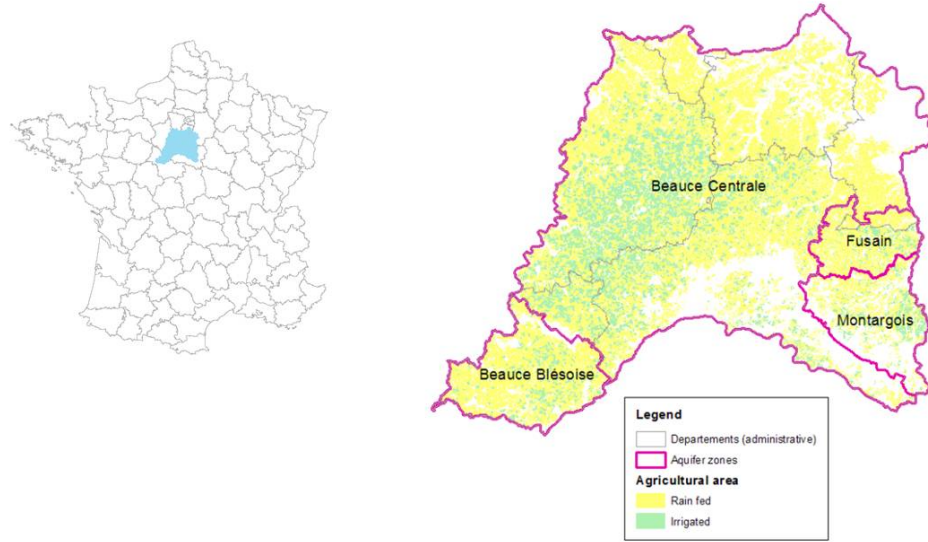 Beauce Centrale
Fusain
Montargois
Beauce Blésoise
Legend
Departements (administrative)
Aquifer zones
Agricultural area
Rain fed
Irrigated